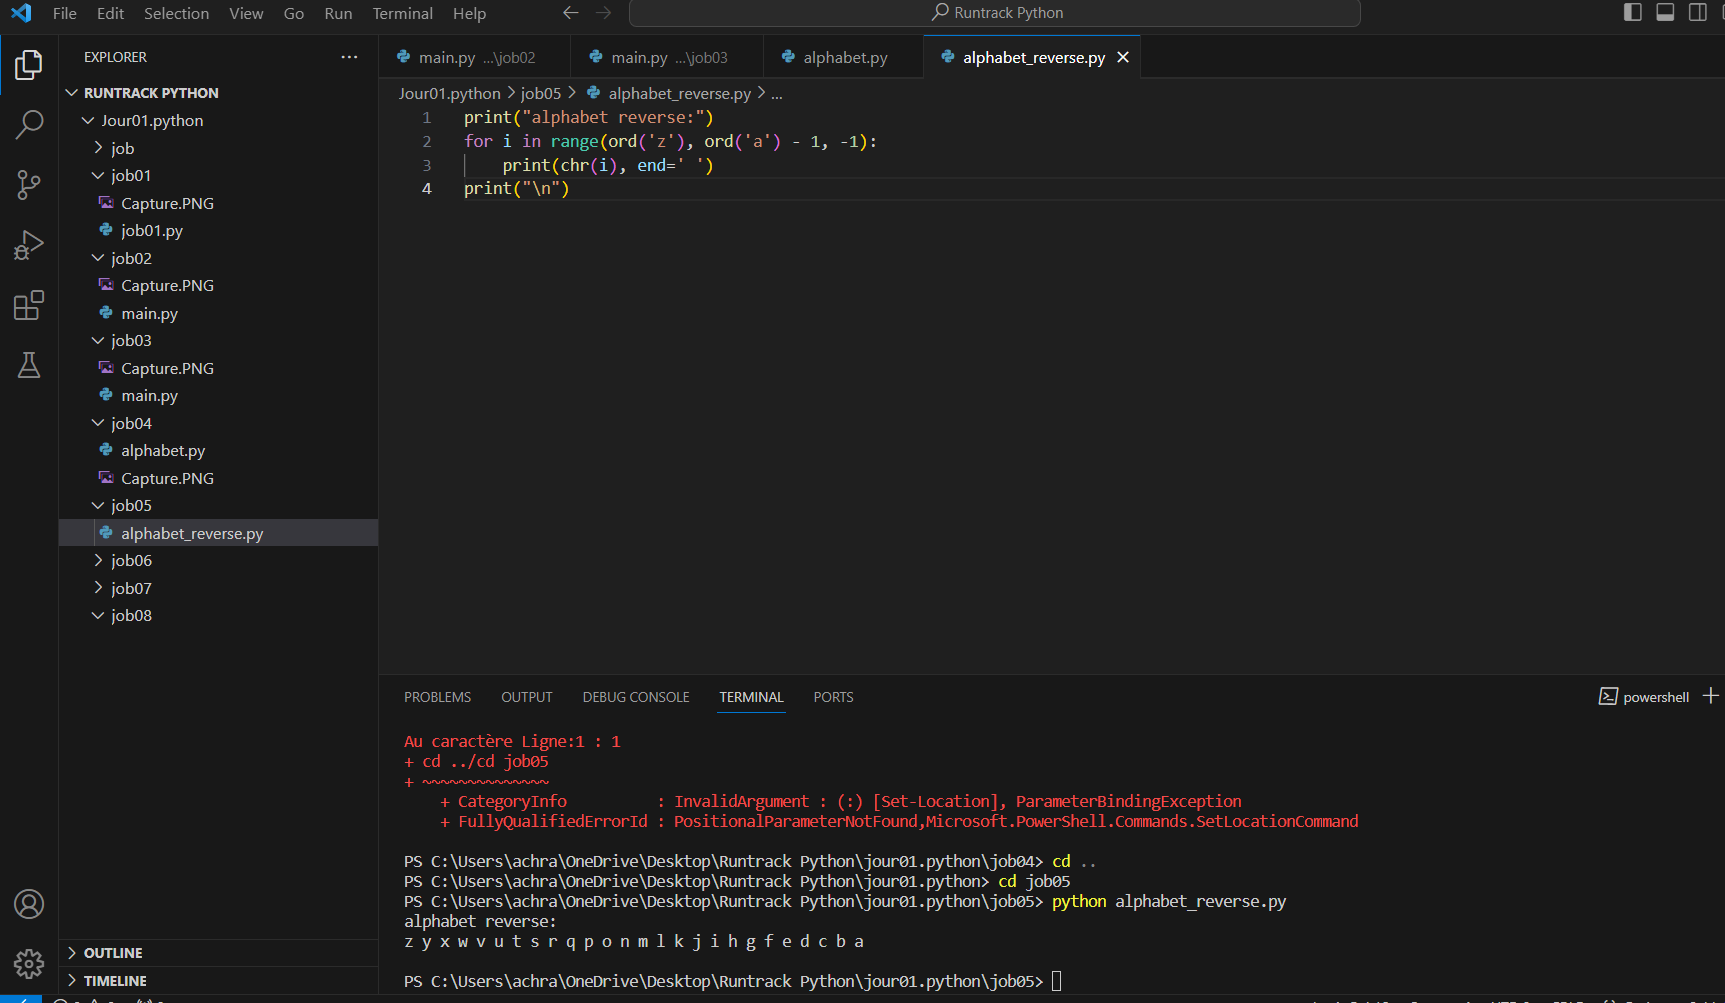 File Edit Selection View Go Run Terminal Help
Runtrack Python
EXPLORER
RUNTRACK PYTHON
Jour01.python
job
job01
Capture.PNG
job01.py
job02
Capture.PNG
main.py
job03
Capture.PNG
main.py
job04
alphabet.py
Capture.PNG
job05
alphabet_reverse.py
job06
job07
job08
OUTLINE
TIMELINE
main.py ...\job02 main.py ...\job03 alphabet.py alphabet_reverse.py
Jour01.python > job05 > alphabet_reverse.py > ...
1 print("alphabet reverse:")
2 for i in range(ord('z'), ord('a') - 1, -1):
3     print(chr(i), end=' ')
4 print("\n")
PROBLEMS OUTPUT DEBUG CONSOLE TERMINAL PORTS
powershell
Au caractère Ligne:1 : 1
+ cd ../cd job05
+ ~~~~~~~~~~~~~~
    + CategoryInfo          : InvalidArgument : (:) [Set-Location], ParameterBindingException
    + FullyQualifiedErrorId : PositionalParameterNotFound,Microsoft.PowerShell.Commands.SetLocationCommand
PS C:\Users\achra\OneDrive\Desktop\Runtrack Python\jour01.python\job04> cd ..
PS C:\Users\achra\OneDrive\Desktop\Runtrack Python\jour01.python> cd job05
PS C:\Users\achra\OneDrive\Desktop\Runtrack Python\jour01.python\job05> python alphabet_reverse.py
alphabet reverse:
z y x w v u t s r q p o n m l k j i h g f e d c b a
PS C:\Users\achra\OneDrive\Desktop\Runtrack Python\jour01.python\job05>